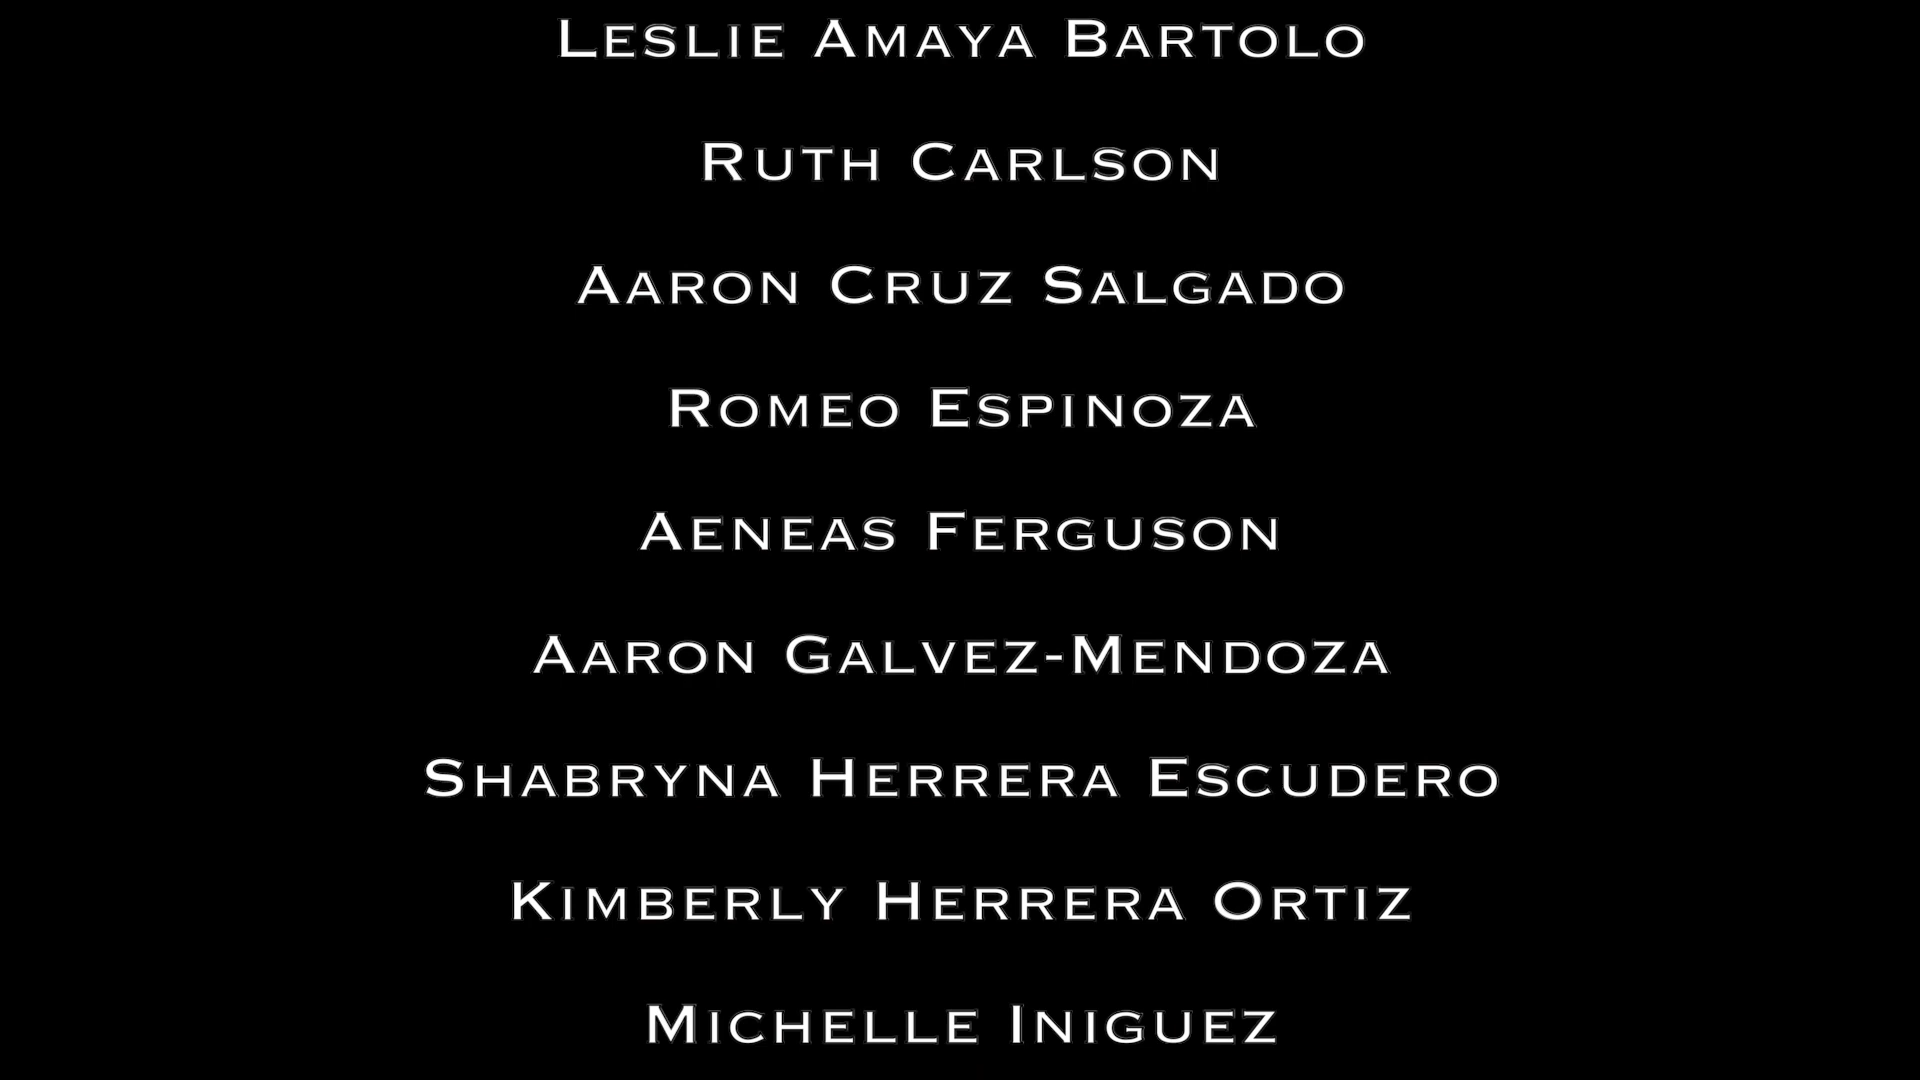 Leslie Amaya Bartolo
Ruth Carlson
Aaron Cruz Salgado
Romeo Espinoza
Aeneas Ferguson
Aaron Galvez-Mendoza
Shabryna Herrera Escudero
Kimberly Herrera Ortiz
Michelle Iniguez